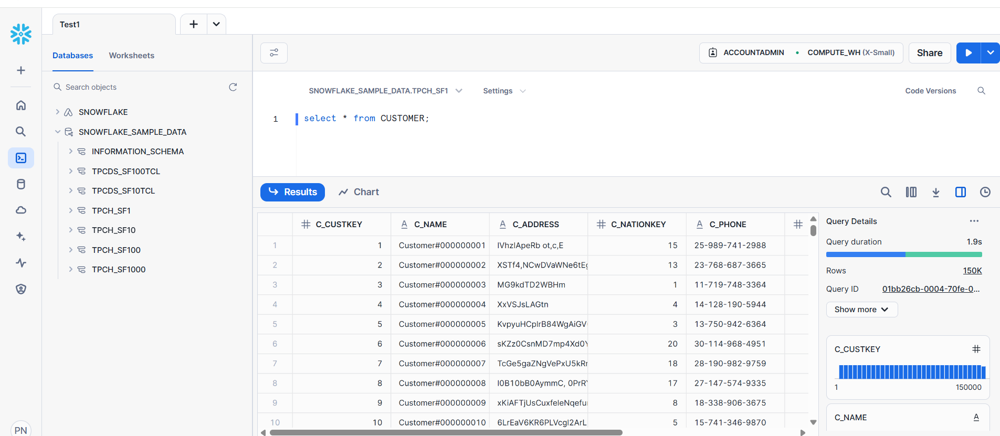 Test1
Databases Worksheets
ACCOUNTADMIN • COMPUTE_WH (X-Small) Share
Search objects
SNOWFLAKE
SNOWFLAKE_SAMPLE_DATA
INFORMATION_SCHEMA
TPCDS_SF100TCL
TPCDS_SF10TCL
TPCH_SF1
TPCH_SF10
TPCH_SF100
TPCH_SF1000
PN
SNOWFLAKE_SAMPLE_DATA.TPCH_SF1 Settings Code Versions
1 select * from CUSTOMER;
Results Chart
# C_CUSTKEY A C_NAME A C_ADDRESS # C_NATIONKEY A C_PHONE #
1 1 Customer#000000001 IVhzIApeRb ot,c,E 15 25-989-741-2988
2 2 Customer#000000002 XSTf4,NCwDVaWNe6tEg 13 23-768-687-3665
3 3 Customer#000000003 MG9kdTD2WBHm 1 11-719-748-3364
4 4 Customer#000000004 XxVSJsLAGtn 4 14-128-190-5944
5 5 Customer#000000005 KvpyuHCplrB84WgAiGV 3 13-750-942-6364
6 6 Customer#000000006 sKZz0CsnMD7mp4Xd0Y 20 30-114-968-4951
7 7 Customer#000000007 TcGe5gaZNgVePxU5kR 18 28-190-982-9759
8 8 Customer#000000008 I0B10bB0AymmC, 0PrRY 17 27-147-574-9335
9 9 Customer#000000009 xKiAFTjUsCuxfeleNqefu 8 18-338-906-3675
10 10 Customer#000000010 6LrEaV6KR6PLVcgl2ArL 5 15-741-346-9870
Query Details ...
Query duration 1.9s
Rows 150K
Query ID 01bb26cb-0004-70fe-0...
Show more
C_CUSTKEY #
1 150000
C_NAME A